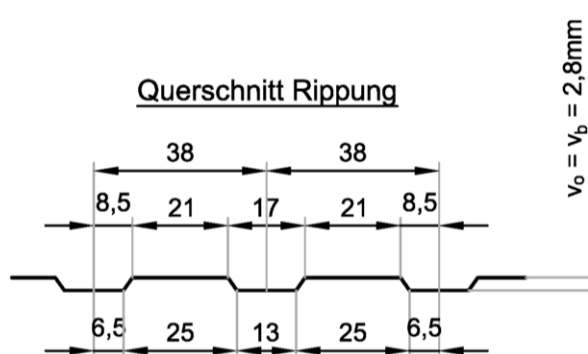 Querschnitt Rippung
38 38
8,5 21 17 21 8,5
6,5 25 13 25 6,5
vo = vb = 2,8mm